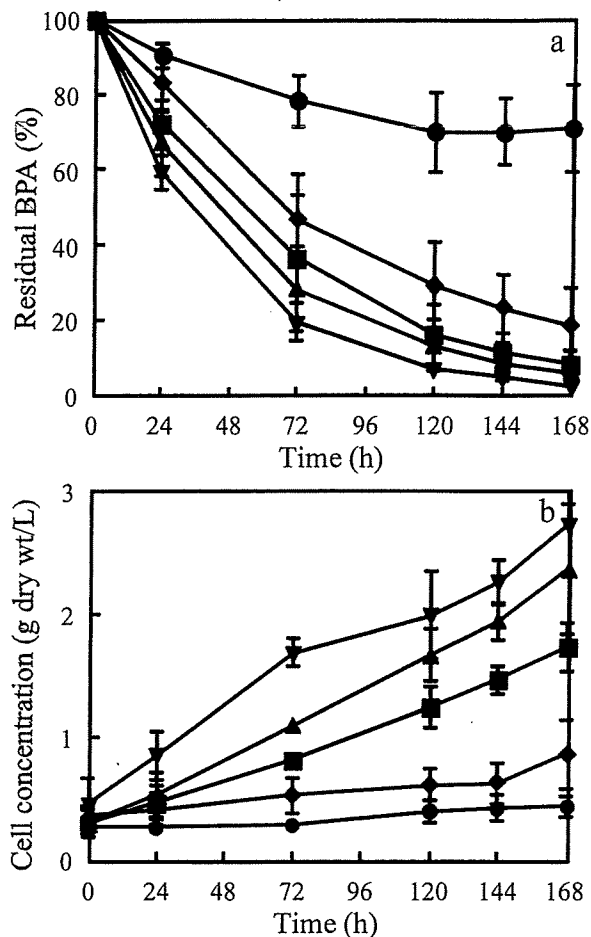 a
100
80
60
40
20
0
Residual BPA (%)
0 24 48 72 96 120 144 168
Time (h)
b
3
2
1
0
Cell concentration (g dry wt/L)
0 24 48 72 96 120 144 168
Time (h)